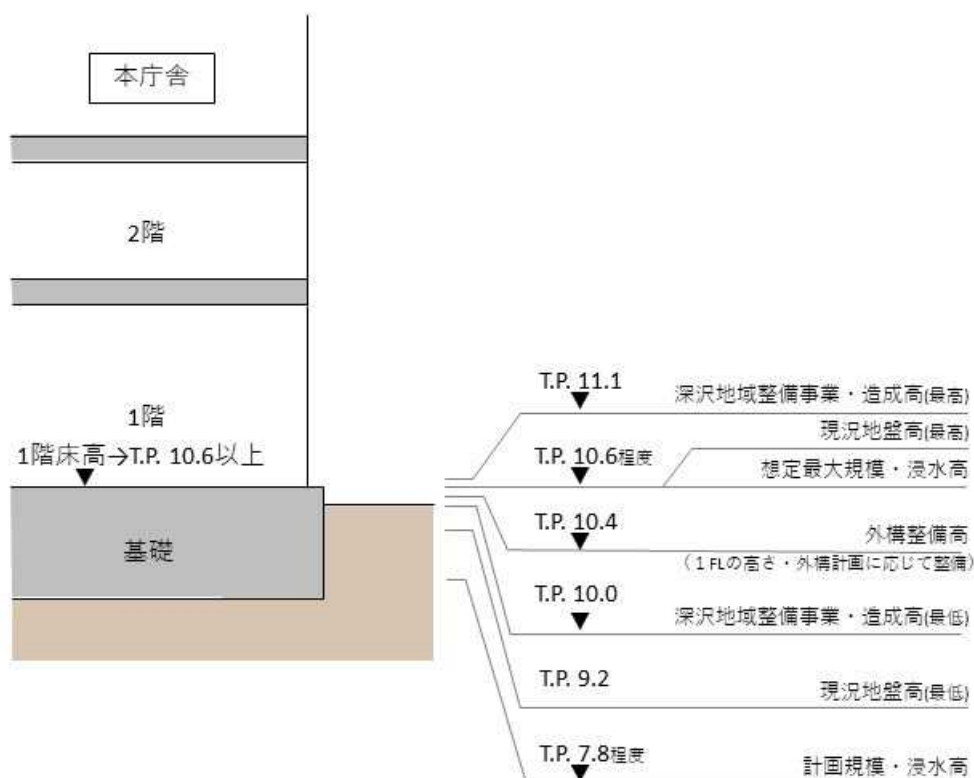 本庁舎
2階
1階
1階床高→T.P. 10.6以上
基礎
T.P. 11.1
深沢地域整備事業・造成高(最高)
現況地盤高(最高)
T.P. 10.6程度
想定最大規模・浸水高
T.P. 10.4
外構整備高
(１FLの高さ・外構計画に応じて整備)
T.P. 10.0
深沢地域整備事業・造成高(最低)
T.P. 9.2
現況地盤高(最低)
T.P. 7.8程度
計画規模・浸水高